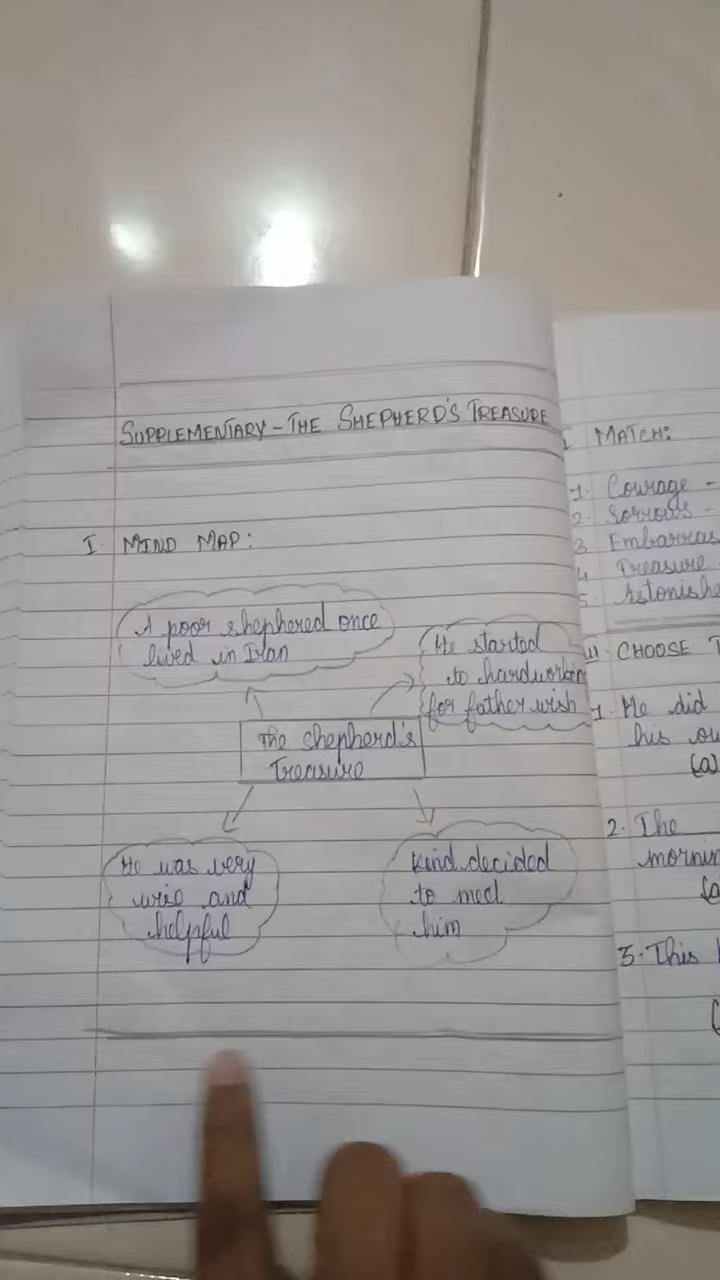 SUPPLEMENTARY - THE SHEPHERD'S TREASURE
I. MIND MAP:
A poor shephered once
lived in Iran
He started
to hardworken
for father wish
The shepherd's
Treasure
He was very
wise and
helpful
Kind decided
to meet
him
I MATCH:
1. Courage -
2. Sorrows -
3 Embarras
4 Treasure
5. Astonishe
III CHOOSE T
1. He did
his ou
(a)
2. The
mornin
(a
3. This
(